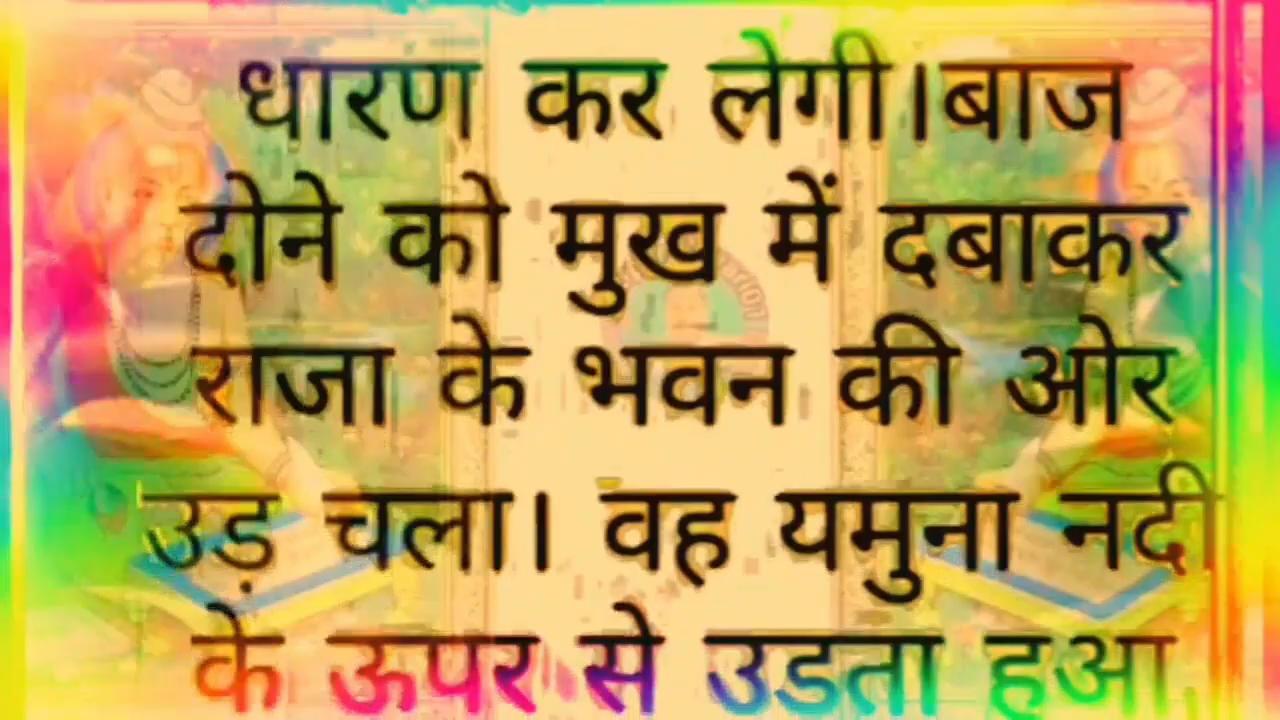 धारण कर लेगी।बाज
दोने को मुख में दबाकर
राजा के भवन की ओर
उड़ चला। वह यमुना नदी
के ऊपर से उडता हुआ